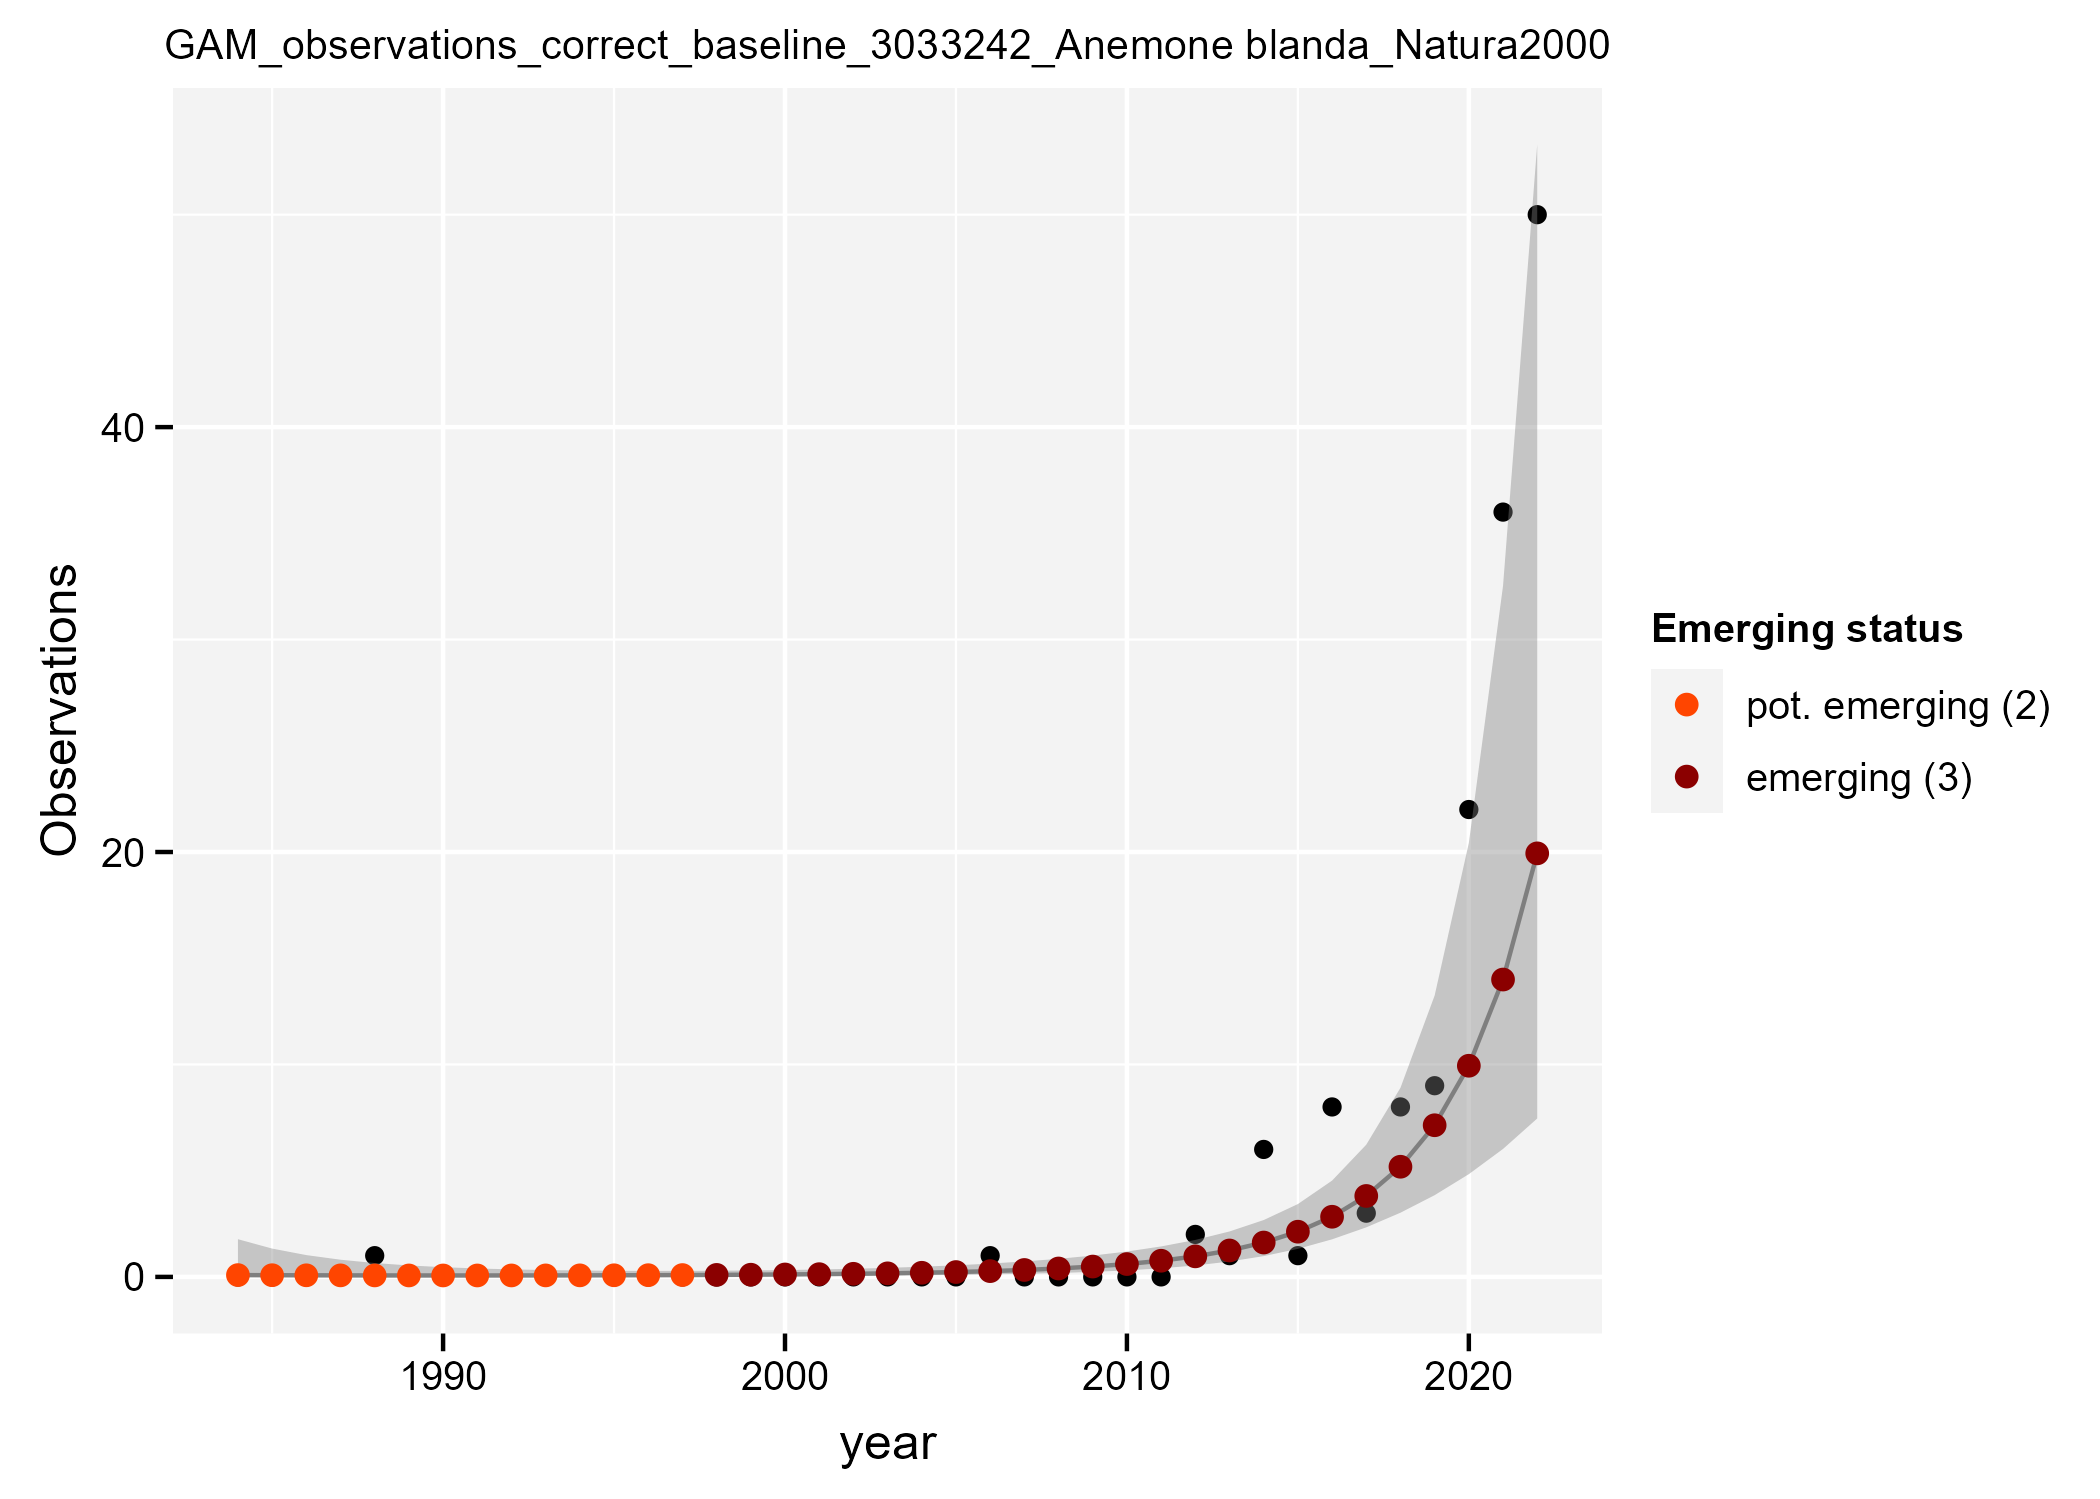 GAM_observations_correct_baseline_3033242_Anemone blanda_Natura2000
Observations
40
20
0
1990
2000
2010
2020
year
Emerging status
pot. emerging (2)
emerging (3)